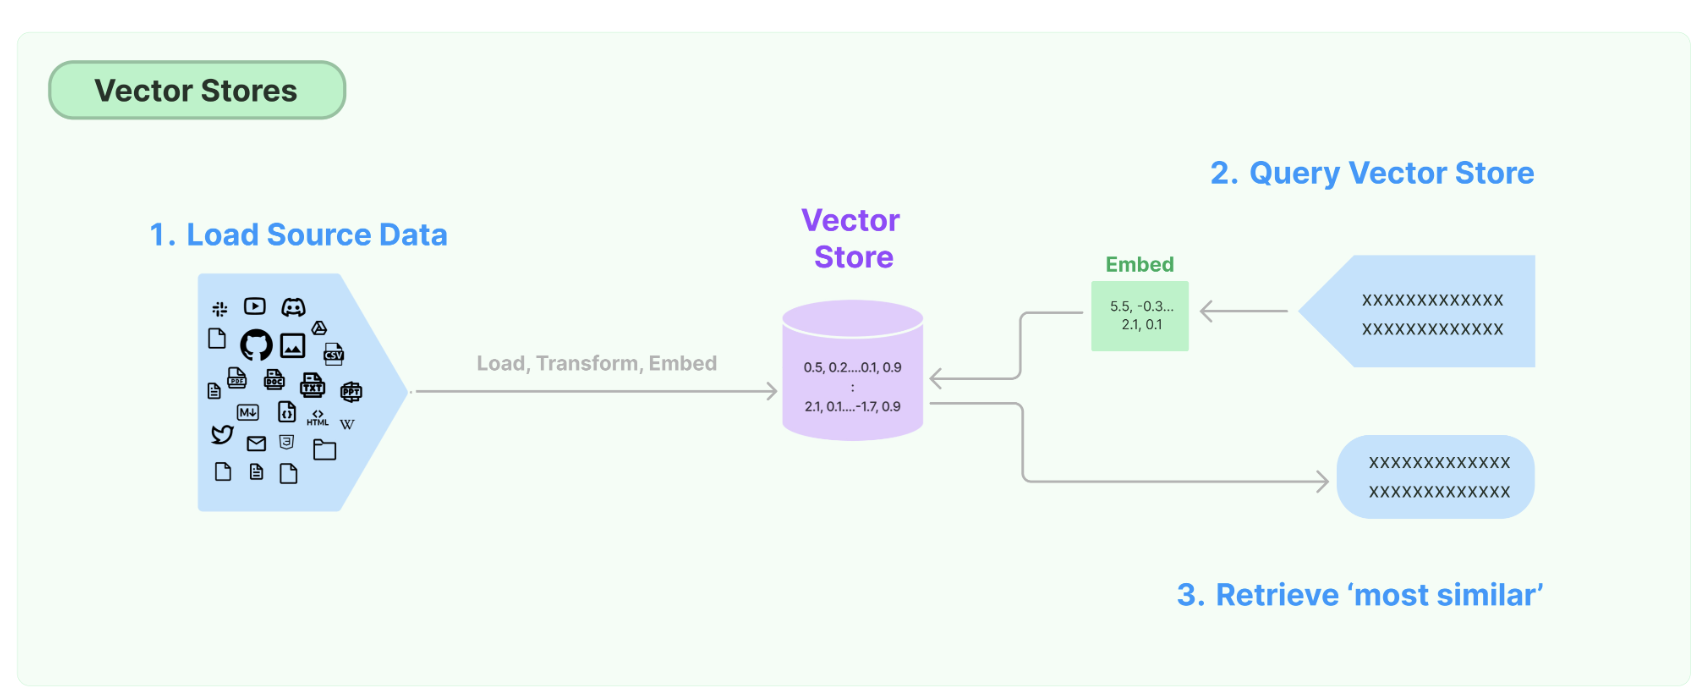 Vector Stores
1. Load Source Data
CSV
PDF
DOC
TXT
PPT
M
HTML
W
3
Load, Transform, Embed
Vector
Store
0.5, 0.2....0.1, 0.9
:
2.1, 0.1....-1.7, 0.9
2. Query Vector Store
Embed
5.5, -0.3...
2.1, 0.1
XXXXXXXXXXXXX
XXXXXXXXXXXXX
XXXXXXXXXXXXX
XXXXXXXXXXXXX
3. Retrieve ‘most similar’